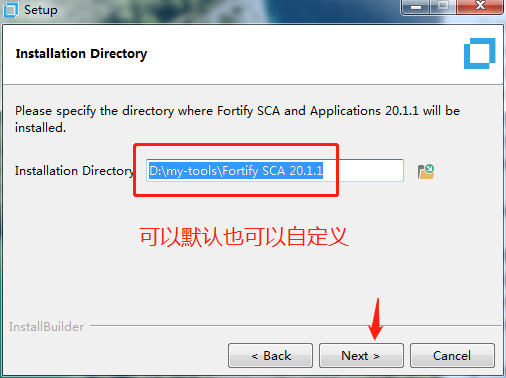 Setup
Installation Directory
Please specify the directory where Fortify SCA and Applications 20.1.1 will be
installed.
Installation Directory D:\my-tools\Fortify SCA 20.1.1
可以默认也可以自定义
InstallBuilder
< Back Next > Cancel